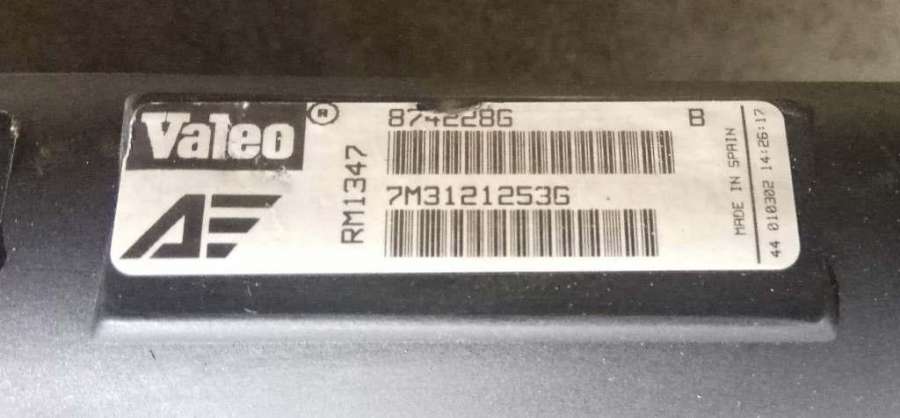 Valeo ®
RM1347
874228G B
7M3121253G
MADE IN SPAIN
44 010302 14:26:17